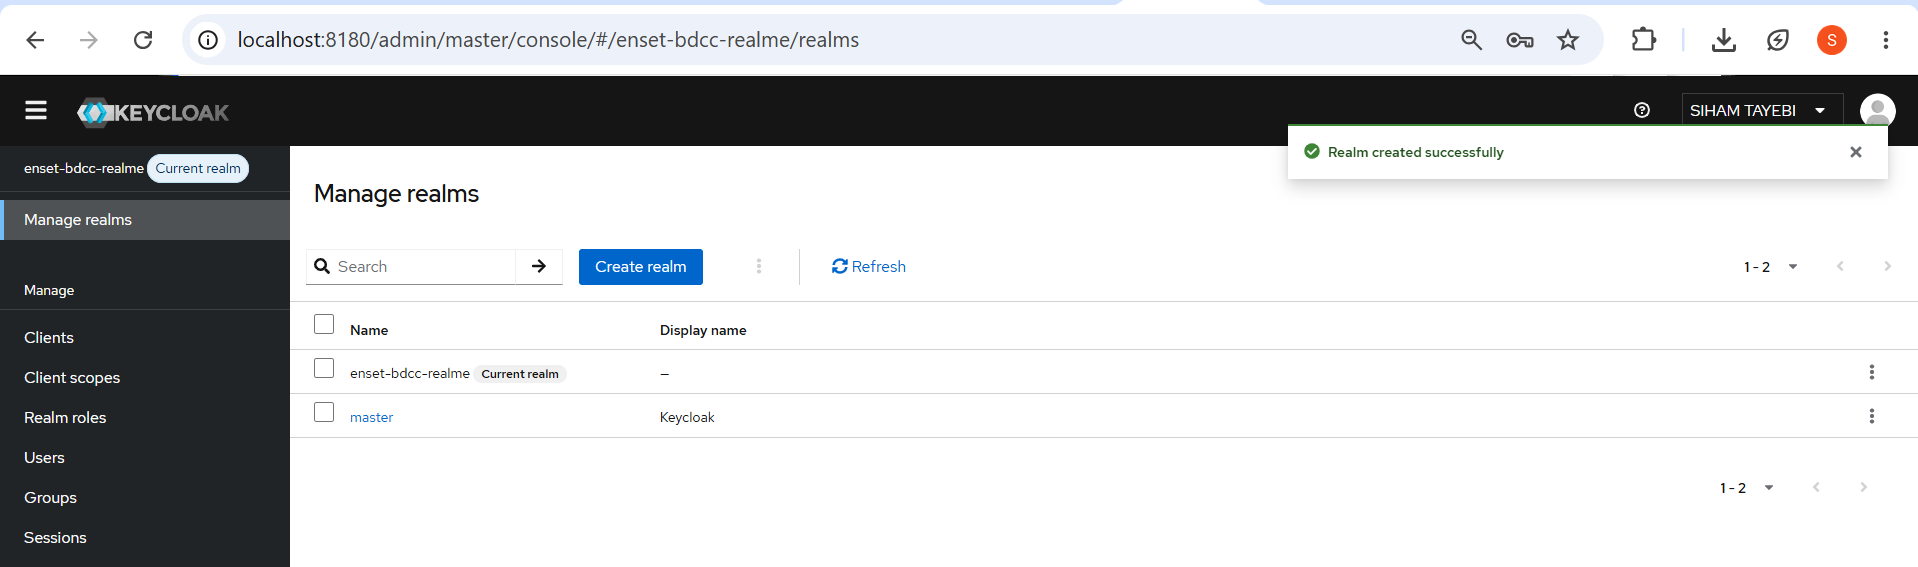 localhost:8180/admin/master/console/#/enset-bdcc-realme/realms
S
KEYCLOAK
SIHAM TAYEBI
Realm created successfully
enset-bdcc-realme Current realm
Manage realms
Manage
Clients
Client scopes
Realm roles
Users
Groups
Sessions
Manage realms
Search
Create realm
Refresh
1 - 2
Name Display name
enset-bdcc-realme Current realm –
master Keycloak
1 - 2